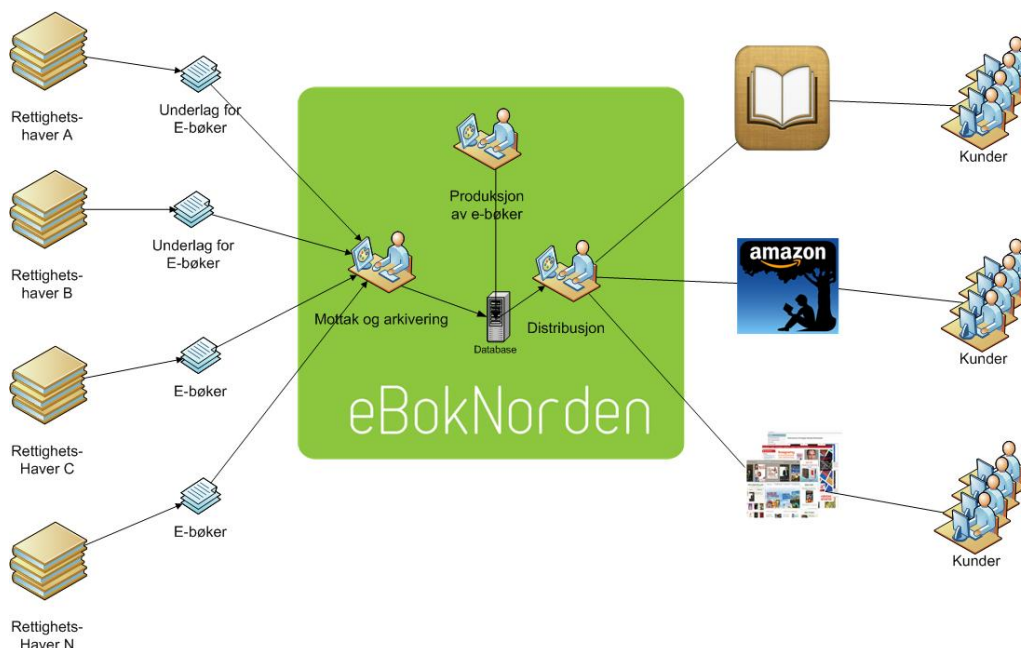 Rettighets-
haver A
Underlag for
E-bøker
Rettighets-
haver B
Underlag for
E-bøker
Rettighets-
Haver C
E-bøker
Rettighets-
Haver N
E-bøker
Produksjon
av e-bøker
Mottak og arkivering
Database
Distribusjon
eBokNorden
amazon
Kunder
Kunder
Kunder